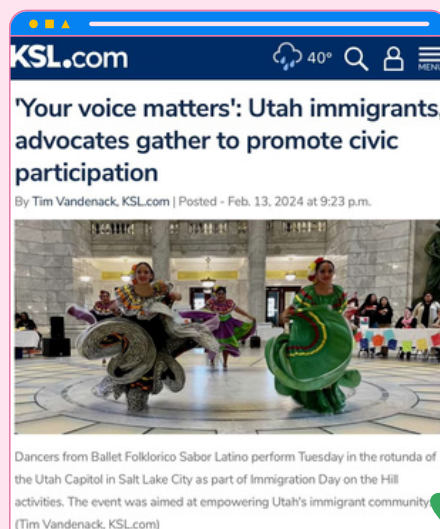 KSL.com
40°
MENU
'Your voice matters': Utah immigrants,
advocates gather to promote civic
participation
By Tim Vandenack, KSL.com | Posted - Feb. 13, 2024 at 9:23 p.m.
Dancers from Ballet Folklorico Sabor Latino perform Tuesday in the rotunda of
the Utah Capitol in Salt Lake City as part of Immigration Day on the Hill
activities. The event was aimed at empowering Utah's immigrant community.
(Tim Vandenack, KSL.com)